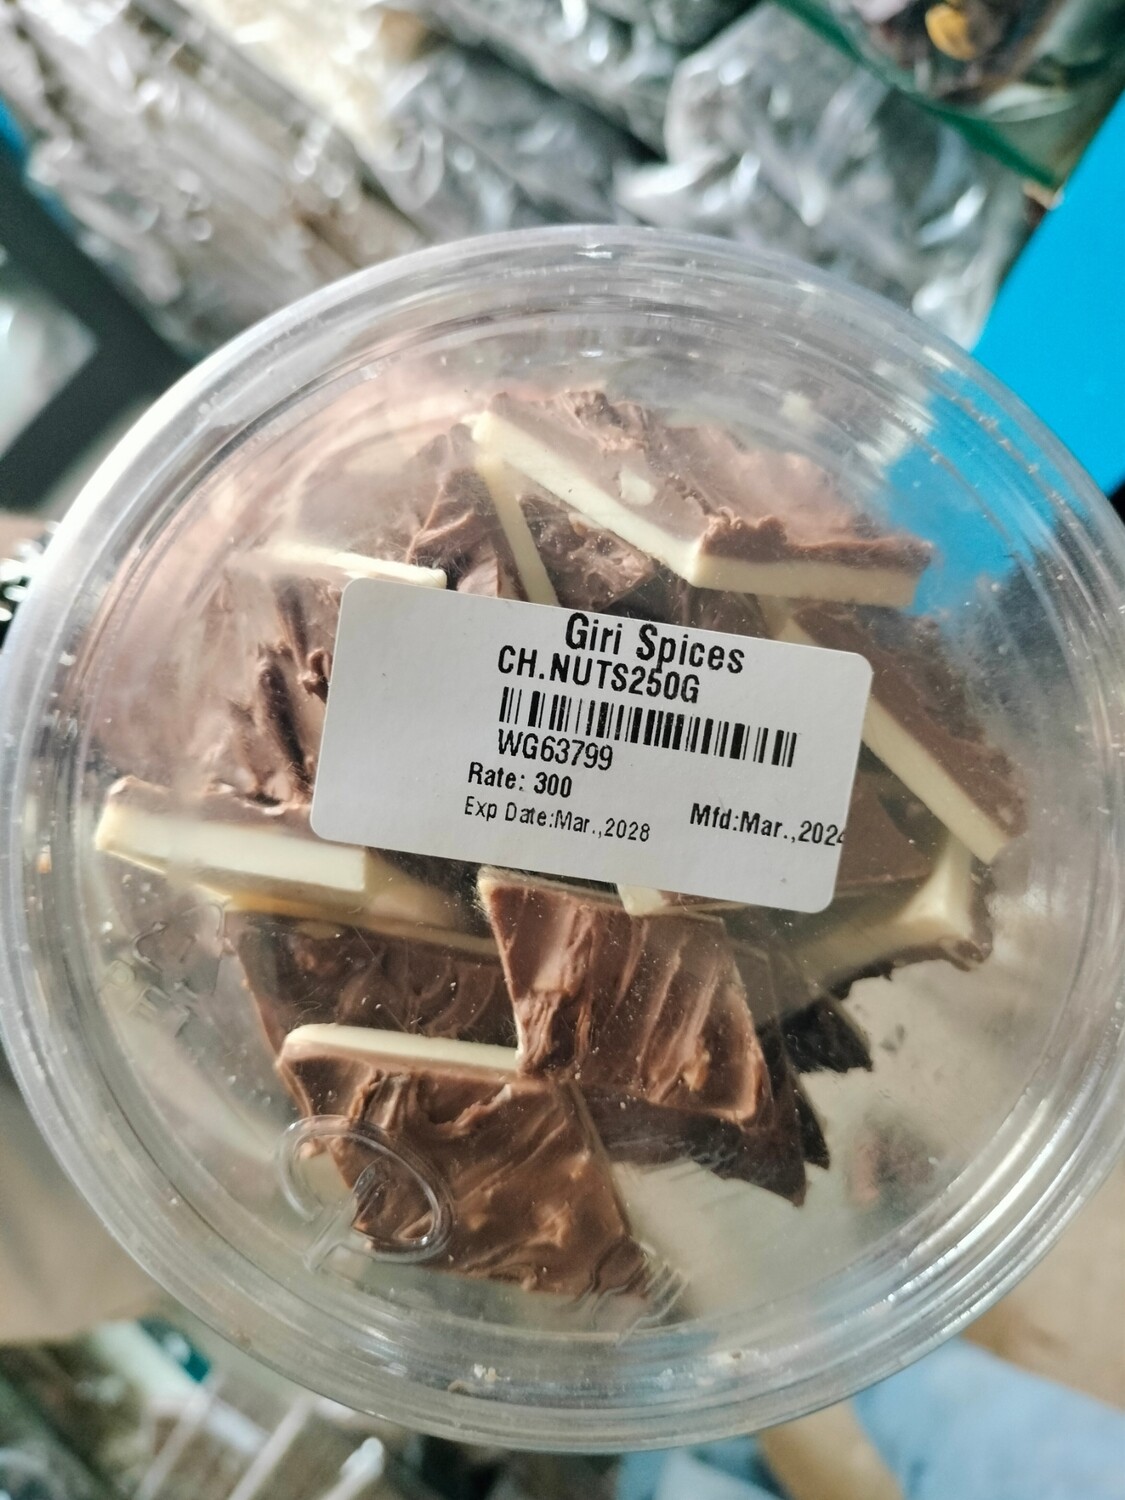 Giri Spices
CH.NUTS250G
WG63799
Rate: 300
Exp Date:Mar.,2028 Mfd:Mar.,2024